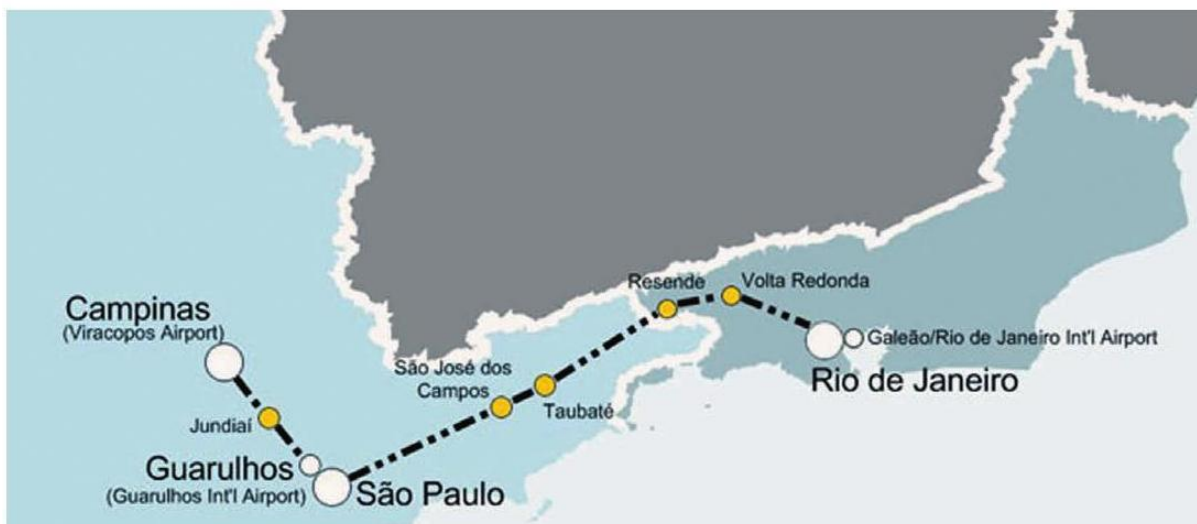 Campinas
(Viracopos Airport)
Jundiaí
Guarulhos
(Guarulhos Int'l Airport)
São Paulo
São José dos
Campos
Taubaté
Resende
Volta Redonda
Galeão/Rio de Janeiro Int'l Airport
Rio de Janeiro